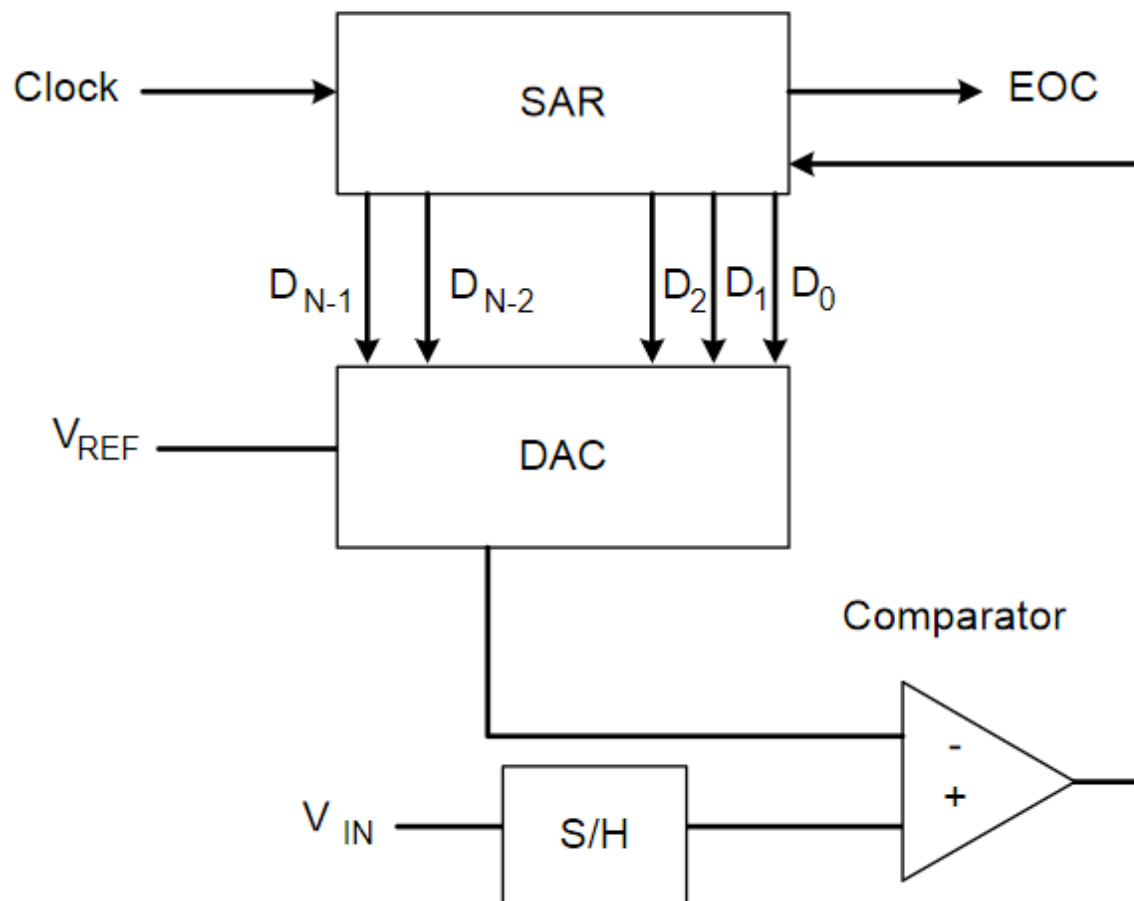 Clock
SAR
EOC
D N-1
D N-2
D2
D1
D0
VREF
DAC
Comparator
-
+
V IN
S/H